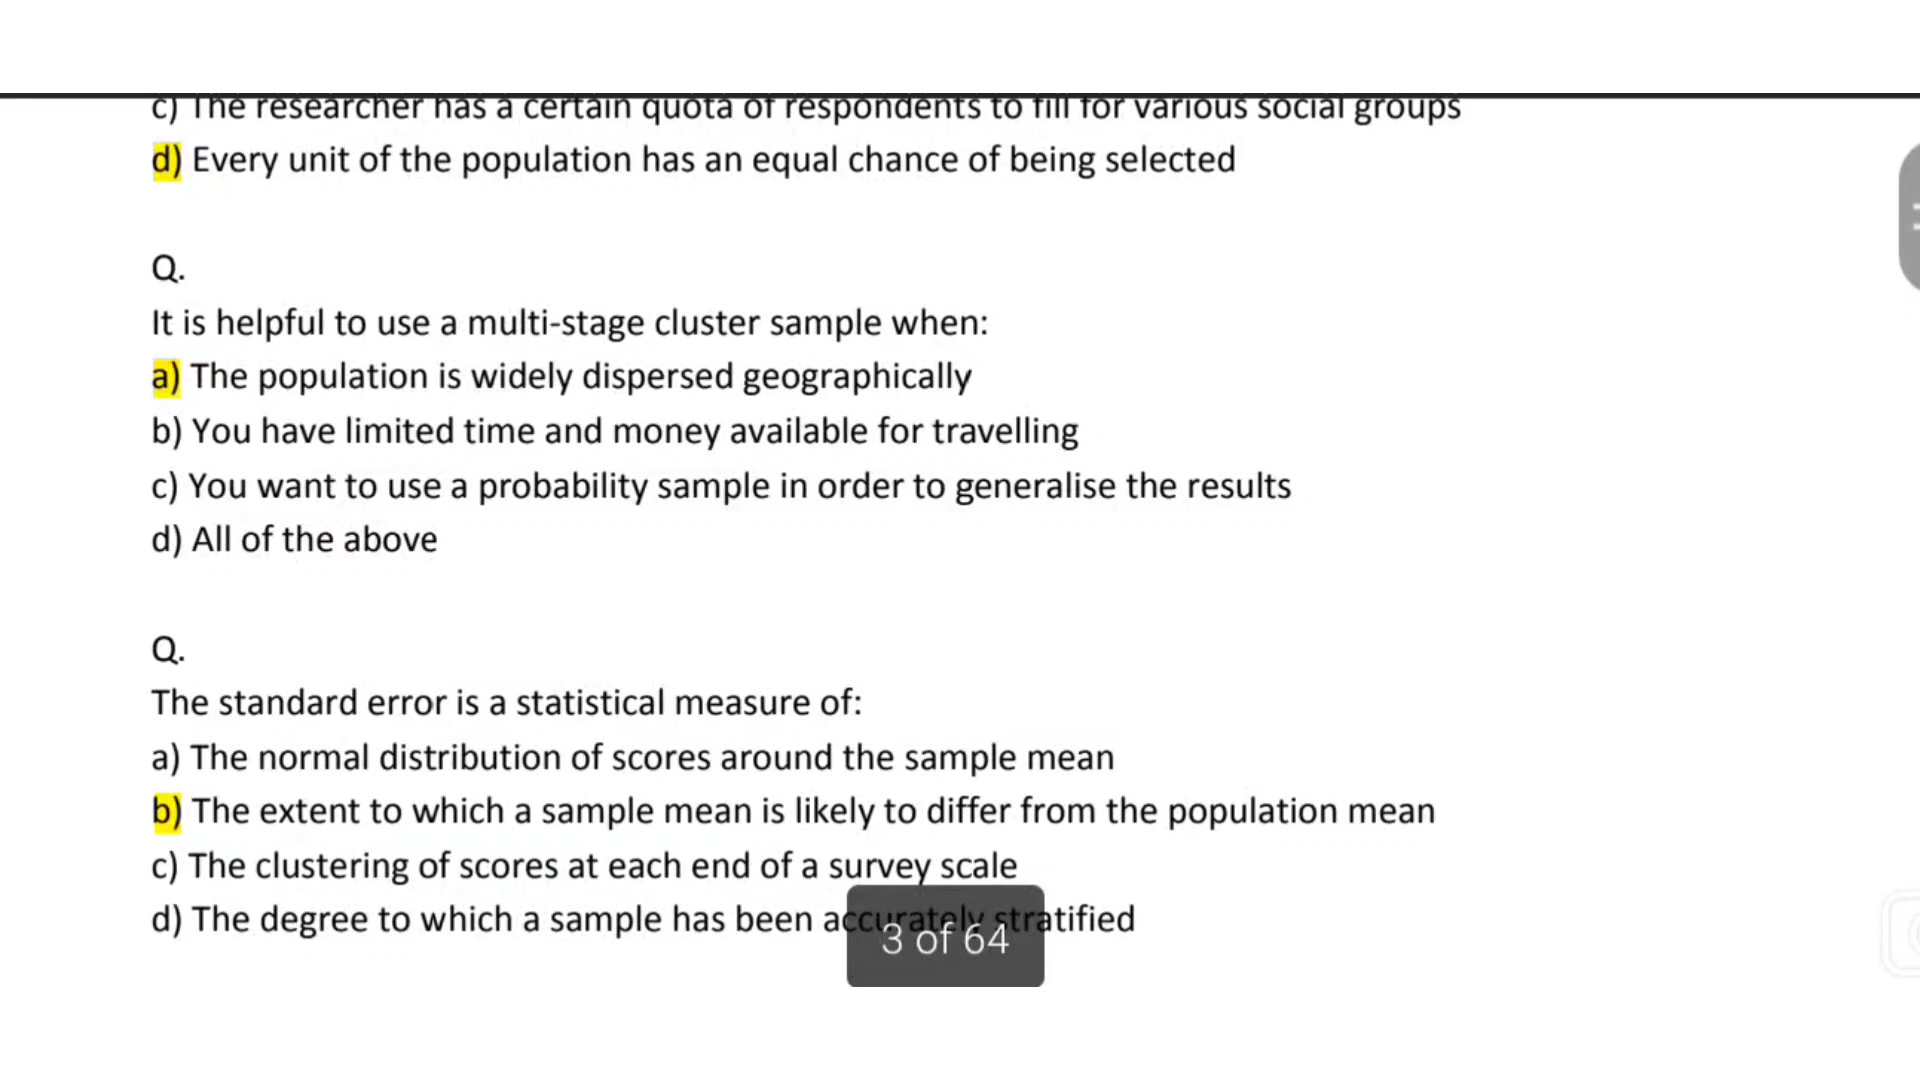 c) The researcher has a certain quota of respondents to fill for various social groups
d) Every unit of the population has an equal chance of being selected
Q.
It is helpful to use a multi-stage cluster sample when:
a) The population is widely dispersed geographically
b) You have limited time and money available for travelling
c) You want to use a probability sample in order to generalise the results
d) All of the above
Q.
The standard error is a statistical measure of:
a) The normal distribution of scores around the sample mean
b) The extent to which a sample mean is likely to differ from the population mean
c) The clustering of scores at each end of a survey scale
d) The degree to which a sample has been accurately stratified
3 of 64